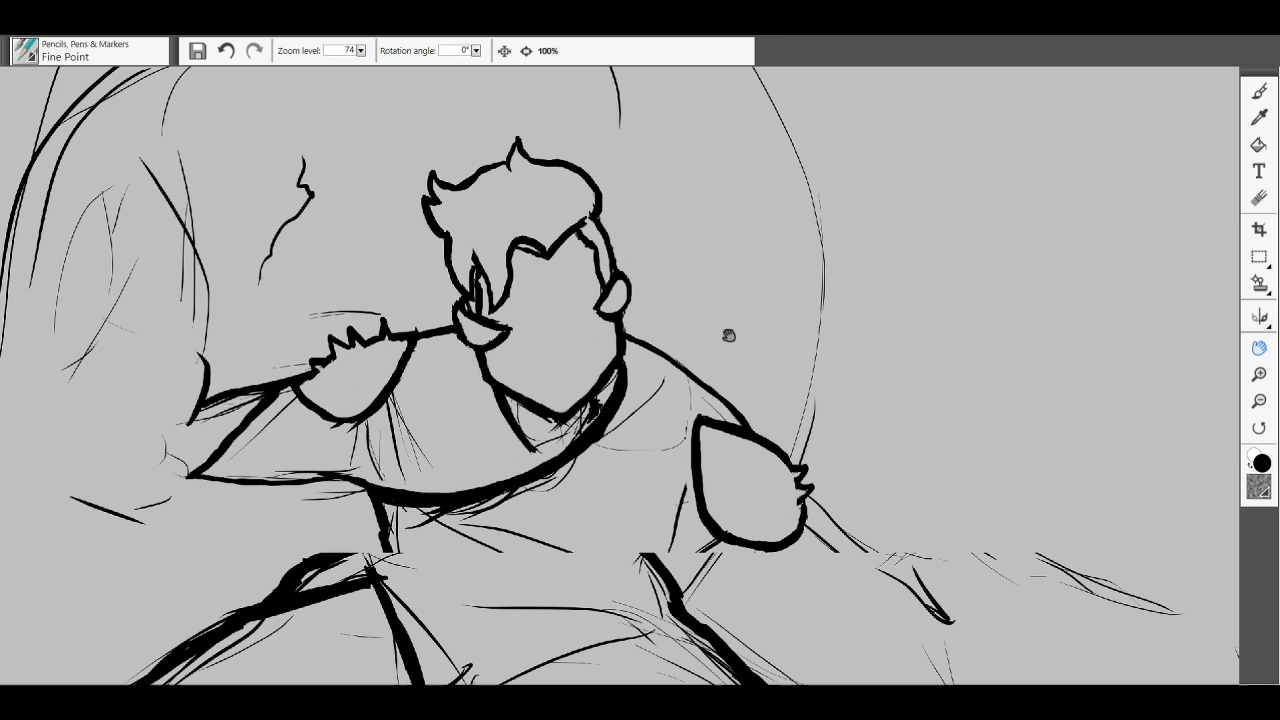 Pencils, Pens & Markers
Fine Point
Zoom level: 74
Rotation angle: 0°
100%
T